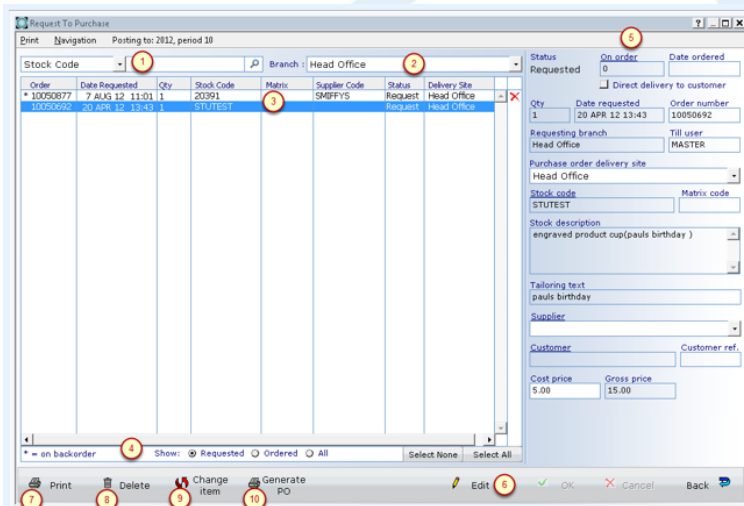 Request To Purchase
Print Navigation Posting to: 2012, period 10
Stock Code 1 Branch : Head Office 2
Order Date Requested Qty Stock Code Matrix Supplier Code Status Delivery Site
* 10050877 7 AUG 12 11:01 1 20391 SMIFFYS Request Head Office
10050692 20 APR 12 13:43 1 STUTEST Request Head Office
3
* = on backorder 4 Show: Requested Ordered All Select None Select All
5
Status On order Date ordered
Requested 0
Direct delivery to customer
Qty Date requested Order number
1 20 APR 12 13:43 10050692
Requesting branch Till user
Head Office MASTER
Purchase order delivery site
Head Office
Stock code Matrix code
STUTEST
Stock description
engraved product cup(pauls birthday )
Tailoring text
pauls birthday
Supplier
Customer Customer ref.
Cost price Gross price
5.00 15.00
Print Delete Change item Generate PO Edit 6 OK Cancel Back
7 8 9 10